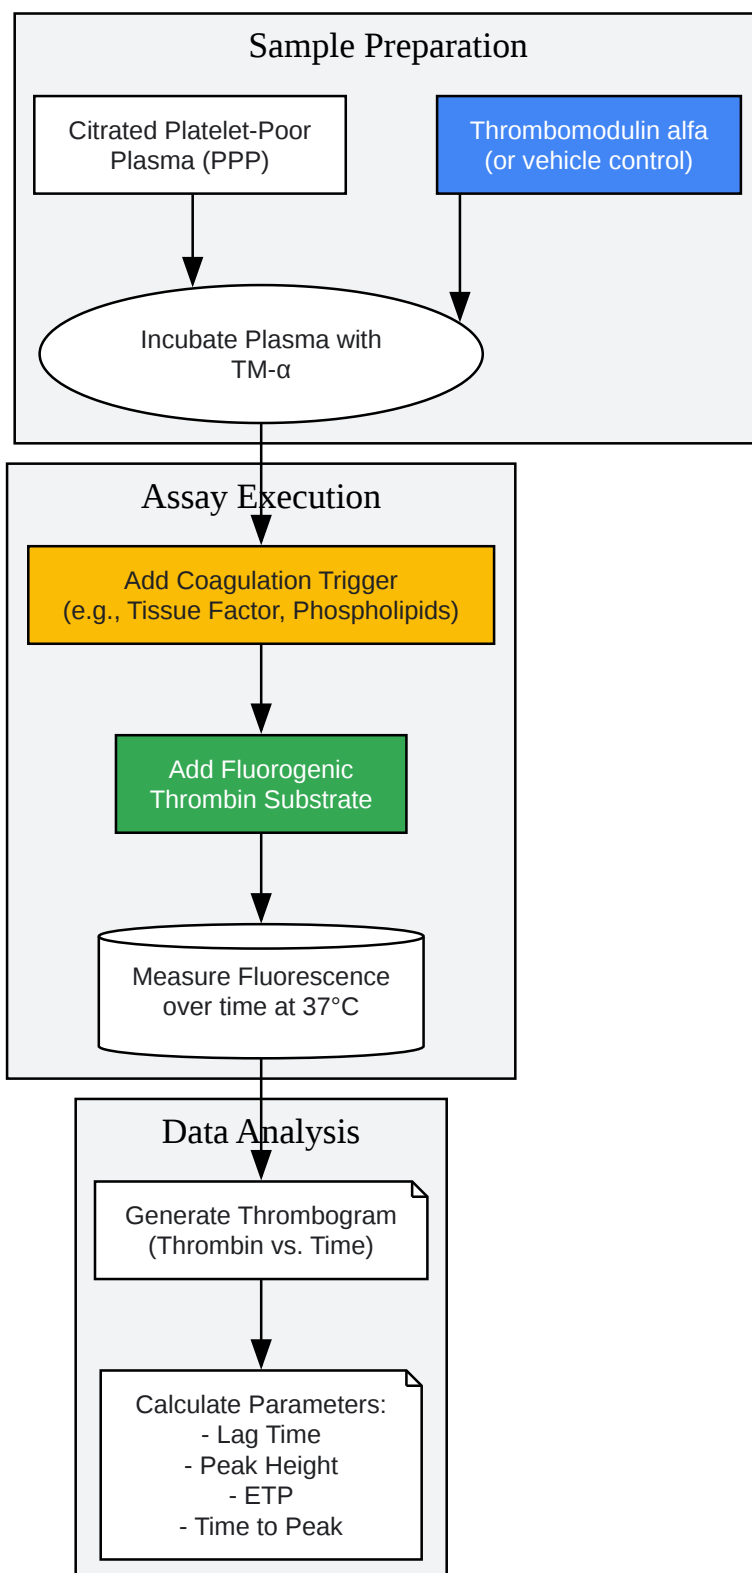 Sample Preparation
Citrated Platelet-Poor
Plasma (PPP)
Thrombomodulin alfa
(or vehicle control)
Incubate Plasma with
TM-α
Assay Execution
Add Coagulation Trigger
(e.g., Tissue Factor, Phospholipids)
Add Fluorogenic
Thrombin Substrate
Measure Fluorescence
over time at 37°C
Data Analysis
Generate Thrombogram
(Thrombin vs. Time)
Calculate Parameters:
- Lag Time
- Peak Height
- ETP
- Time to Peak